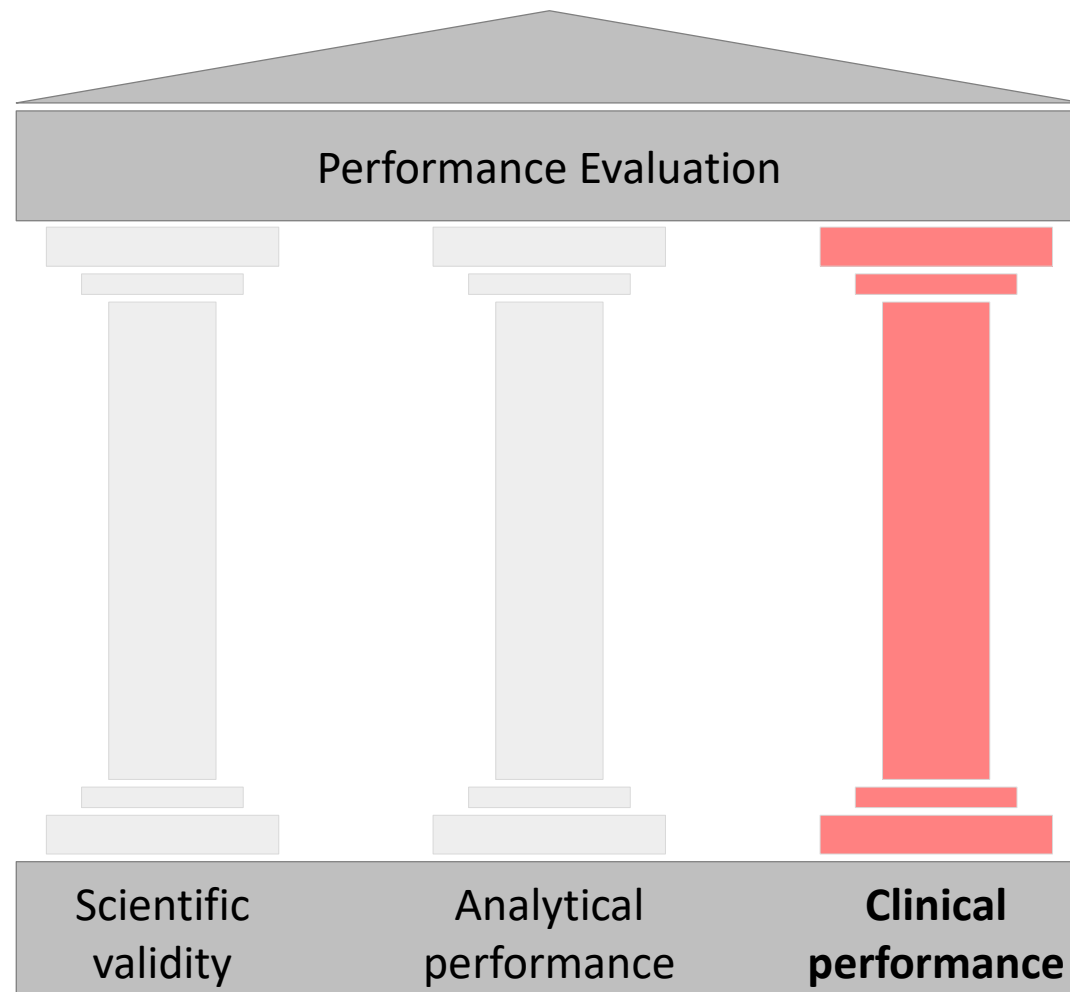 Performance Evaluation
Scientific
validity
Analytical
performance
Clinical
performance